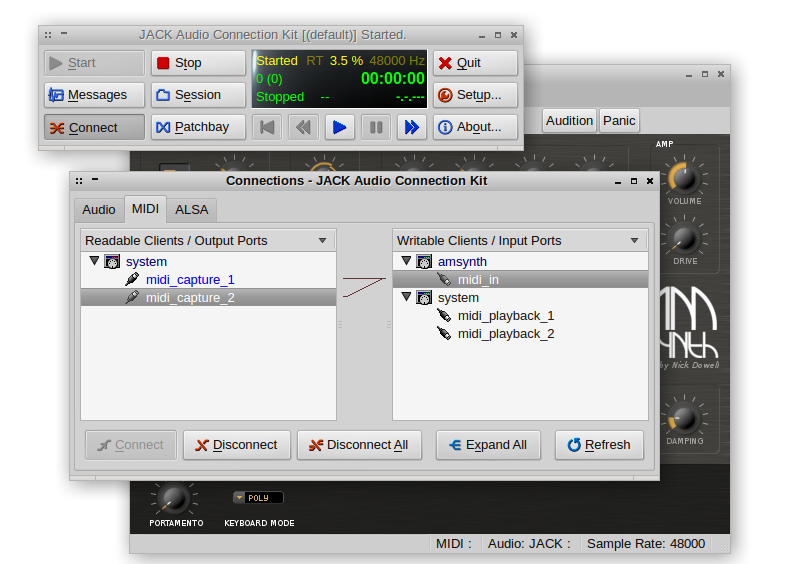 JACK Audio Connection Kit [(default)] Started.
Start
Stop
Started RT 3.5 % 48000 Hz
Quit
0 (0) 00:00:00
Messages
Session
Stopped -- -.-.---
Setup...
Connect
Patchbay
About...
Audition
Panic
AMP
VOLUME
DRIVE
Connections - JACK Audio Connection Kit
Audio
MIDI
ALSA
Readable Clients / Output Ports
Writable Clients / Input Ports
system
amsynth
midi_capture_1
midi_in
midi_capture_2
system
midi_playback_1
midi_playback_2
by Nick Dowell
Connect
Disconnect
Disconnect All
Expand All
Refresh
DAMPING
POLY
PORTAMENTO
KEYBOARD MODE
MIDI :
Audio: JACK :
Sample Rate: 48000